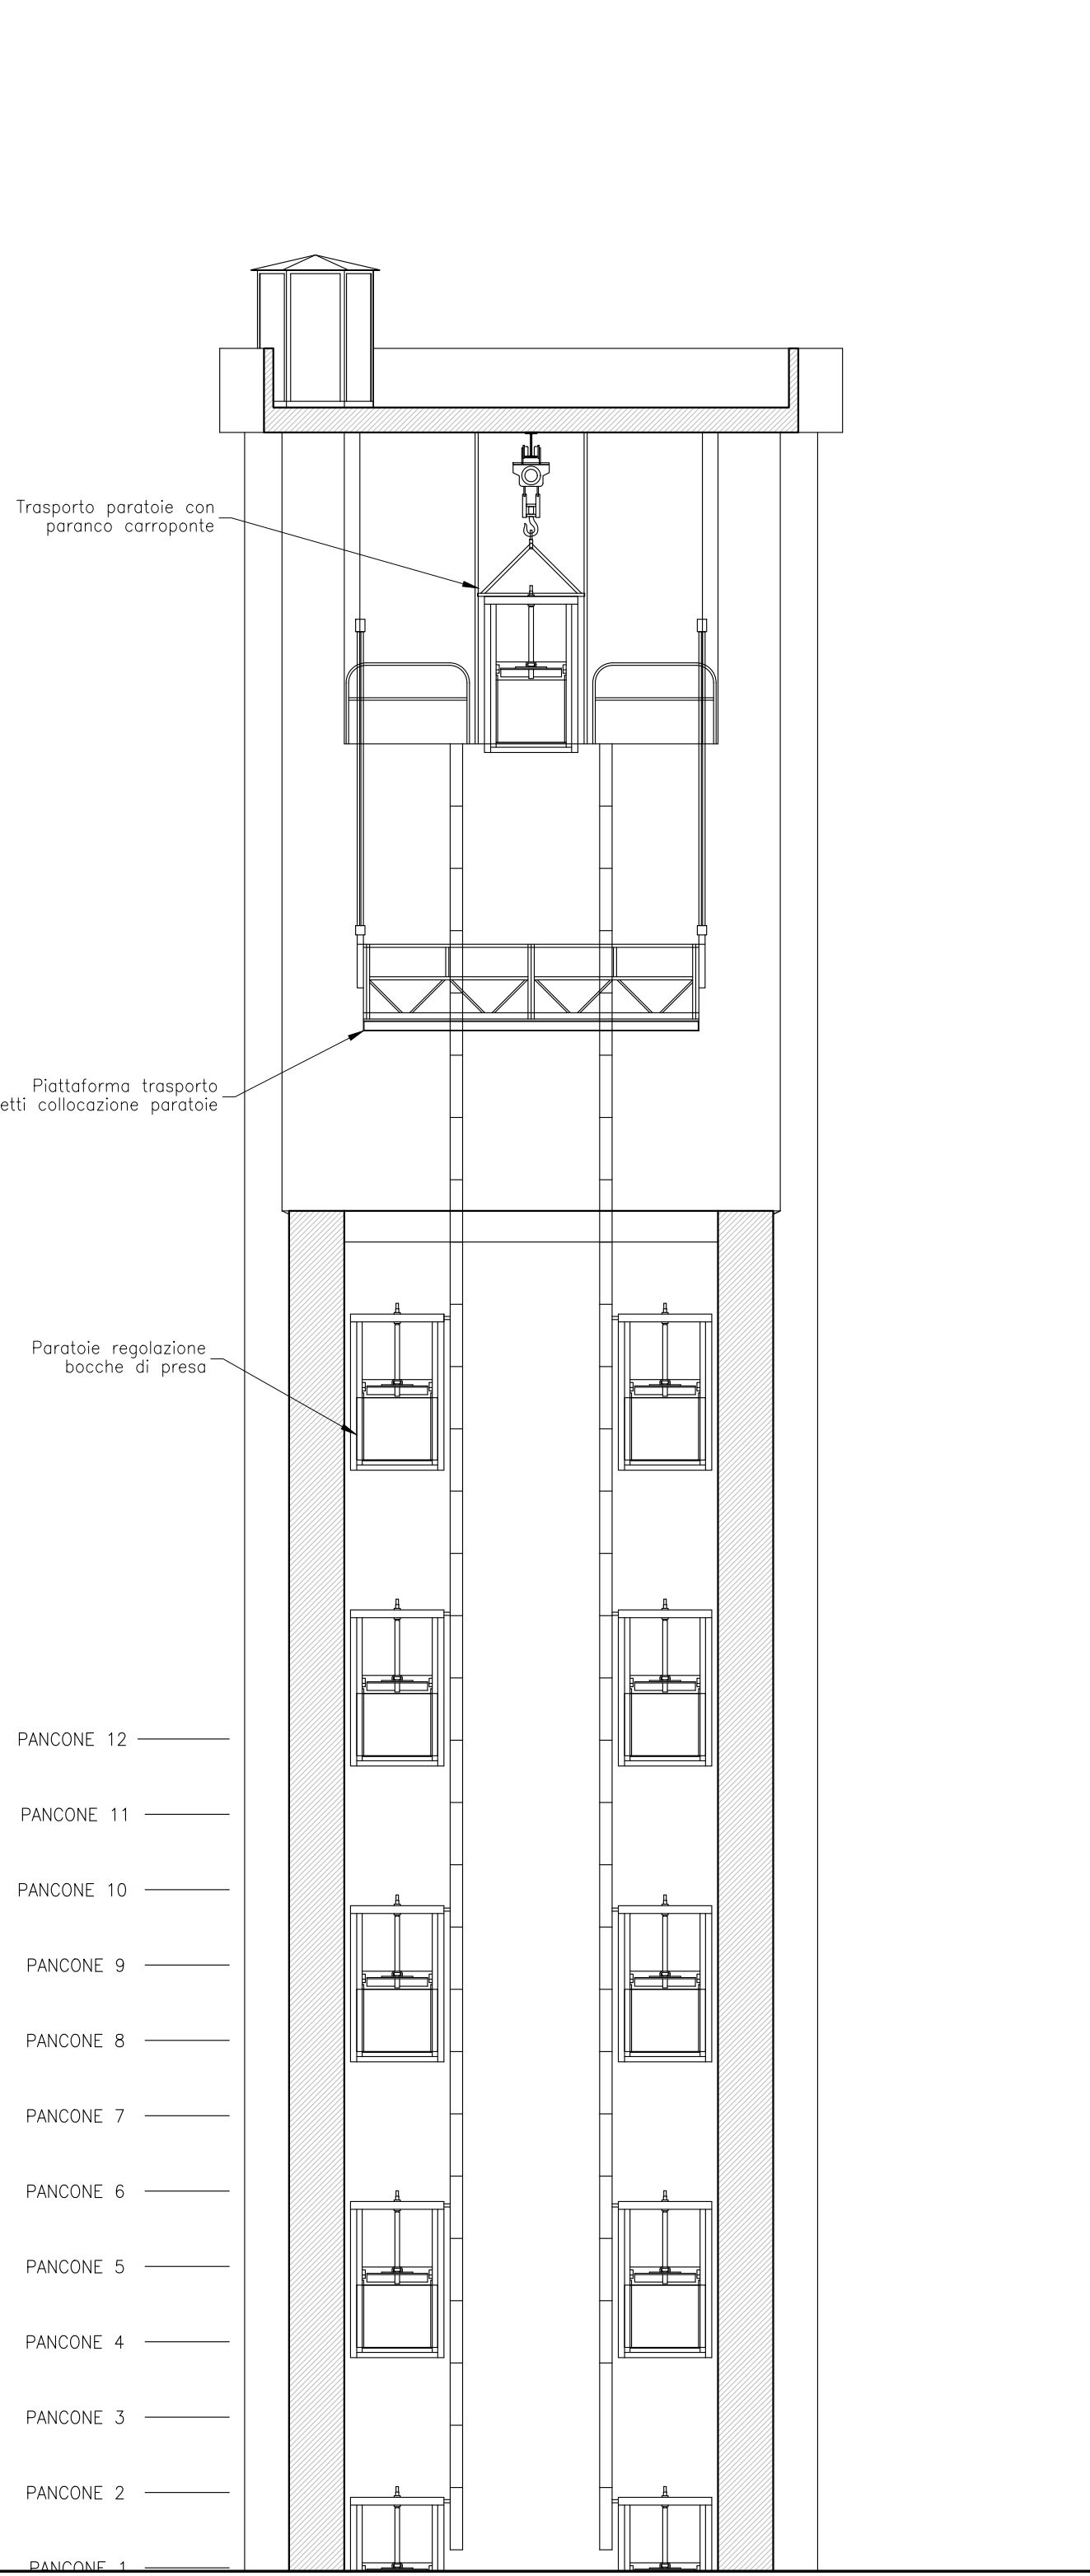 Trasporto paratoie con
paranco carroponte
Piattaforma trasporto
collocazione paratoie
Paratoie regolazione
bocche di presa
PANCONE 12
PANCONE 11
PANCONE 10
PANCONE 9
PANCONE 8
PANCONE 7
PANCONE 6
PANCONE 5
PANCONE 4
PANCONE 3
PANCONE 2
PANCONE 1